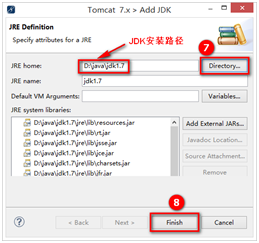 Tomcat 7.x > Add JDK
JRE Definition
Specify attributes for a JRE
JDK安装路径
7
JRE home: D:\java\jdk1.7 Directory...
JRE name: jdk1.7
Default VM Arguments: Variables...
JRE system libraries:
D:\java\jdk1.7\jre\lib\resources.jar Add External JARs...
D:\java\jdk1.7\jre\lib\rt.jar Javadoc Location...
D:\java\jdk1.7\jre\lib\jsse.jar
D:\java\jdk1.7\jre\lib\jce.jar Source Attachment...
D:\java\jdk1.7\jre\lib\charsets.jar Remove
D:\java\jdk1.7\jre\lib\jfr.jar
8
? < Back Next > Finish Cancel